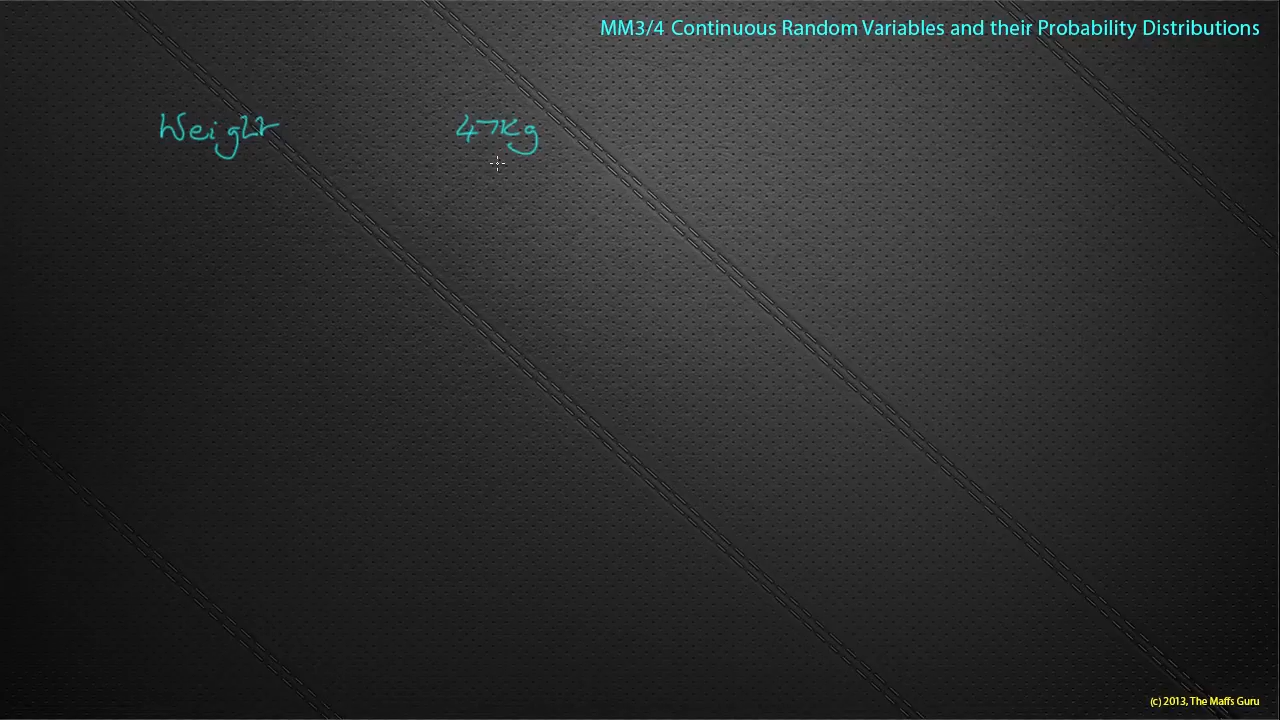 MM3/4 Continuous Random Variables and their Probability Distributions
Weight 47Kg
(c) 2013, The Maffs Guru